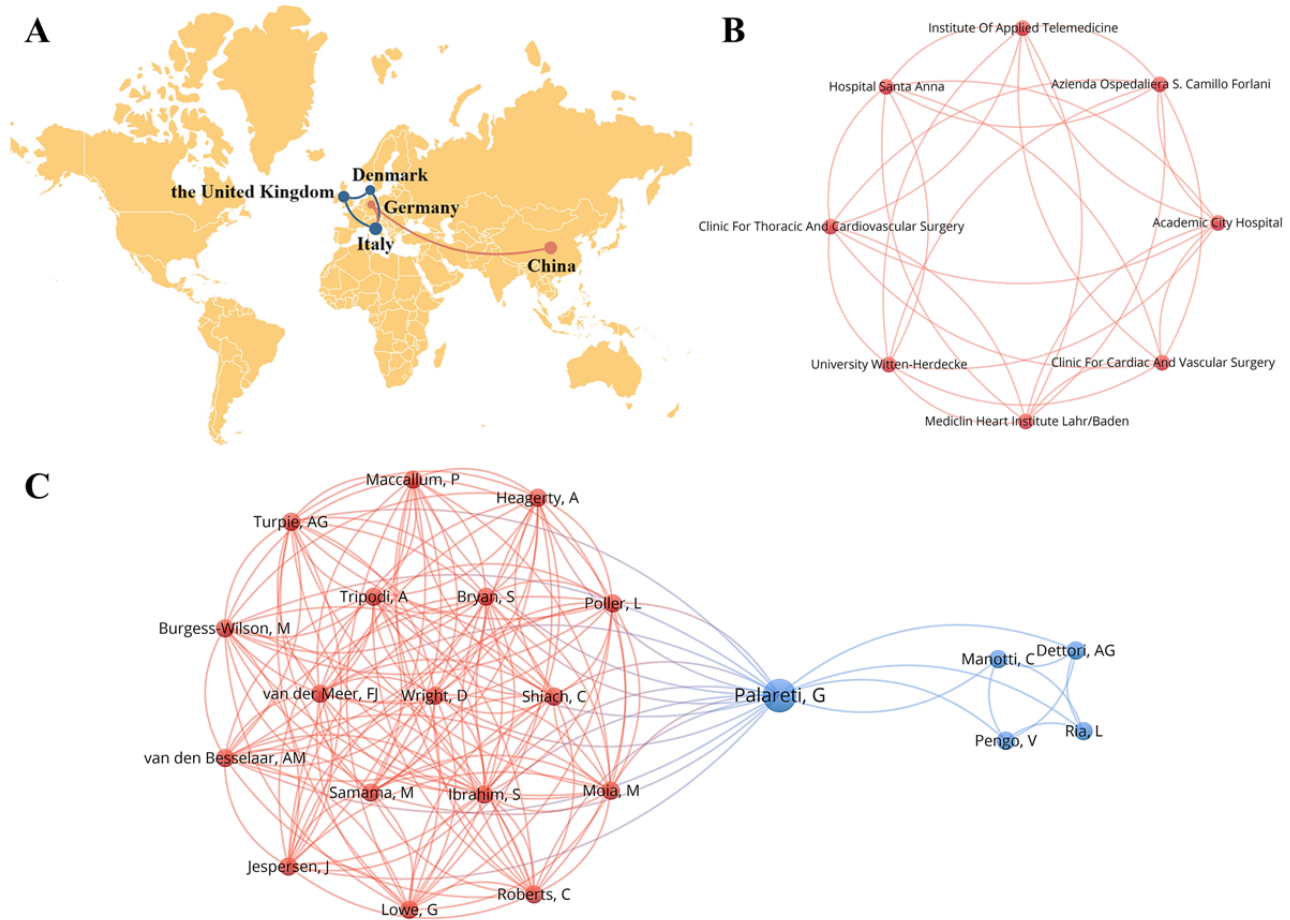 A
the United Kingdom
Denmark
Germany
Italy
China
B
Institute Of Applied Telemedicine
Hospital Santa Anna
Azienda Ospedaliera S. Camillo Forlani
Clinic For Thoracic And Cardiovascular Surgery
Academic City Hospital
University Witten-Herdecke
Clinic For Cardiac And Vascular Surgery
Mediclin Heart Institute Lahr/Baden
C
Maccallum, P
Heagerty, A
Turpie, AG
Tripodi, A
Bryan, S
Poller, L
Burgess-Wilson, M
van der Meer, FJ
Wright, D
Shiach, C
van den Besselaar, AM
Samama, M
Ibrahim, S
Moia, M
Jespersen, J
Lowe, G
Roberts, C
Palareti, G
Manotti, C
Dettori, AG
Pengo, V
Ria, L